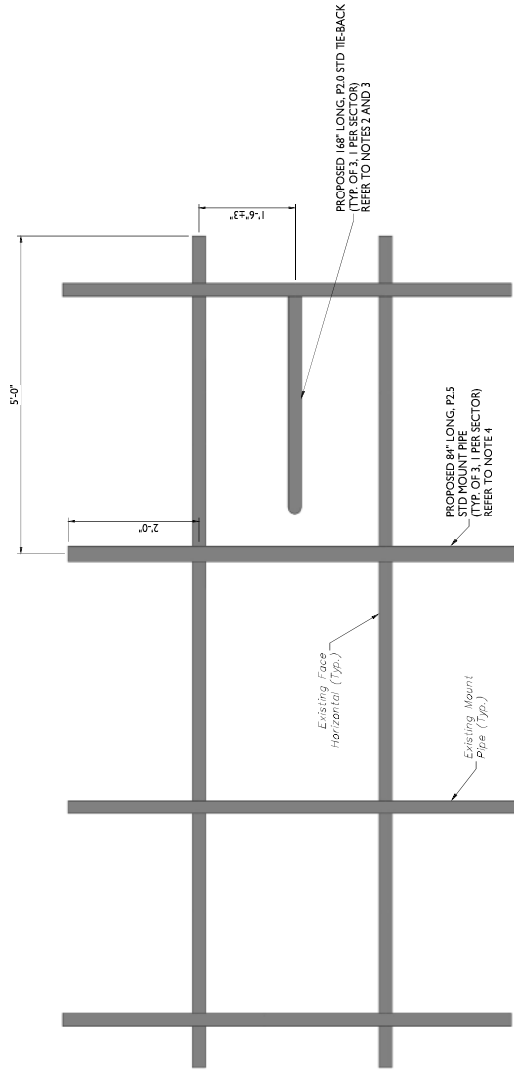 5'-0"
2'-0"
1'-6"±3"
PROPOSED 168" LONG, P2.0 STD TIE-BACK
(TYP. OF 3, 1 PER SECTOR)
REFER TO NOTES 2 AND 3
PROPOSED 84" LONG, P2.5
STD MOUNT PIPE
(TYP. OF 3, 1 PER SECTOR)
REFER TO NOTE 4
Existing Face
Horizontal (Typ.)
Existing Mount
Pipe (Typ.)